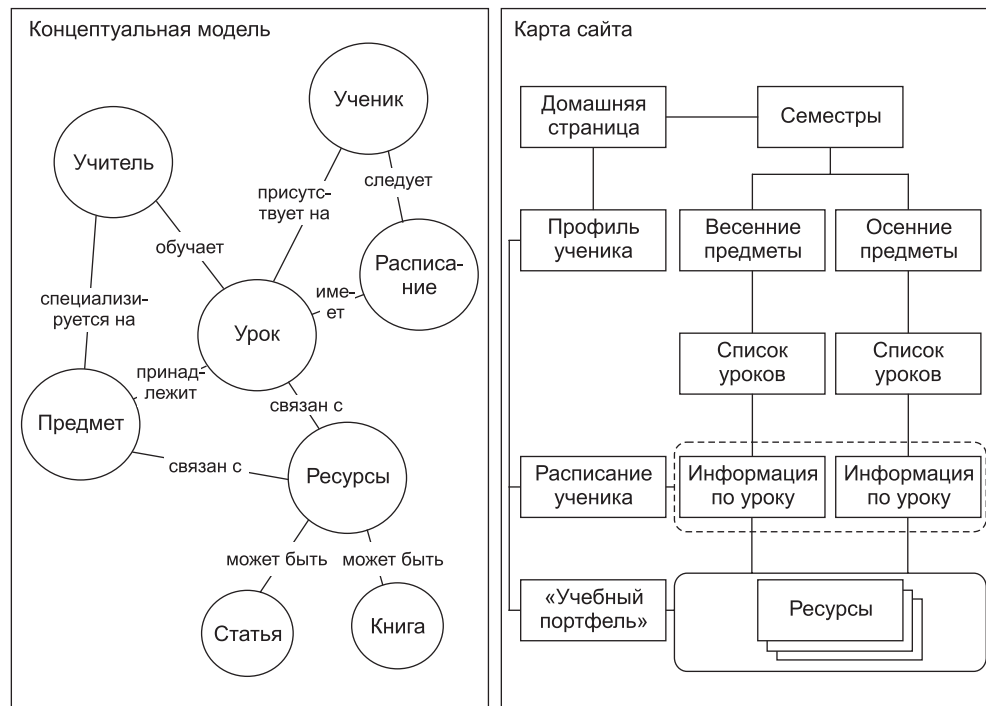 Концептуальная модель
Ученик
Учитель
присутс-
твует на
следует
обучает
Расписа-
ние
специализи-
руется на
име-
ет
Урок
принад-
лежит
Предмет
связан с
связан с
Ресурсы
может быть
может быть
Статья
Книга
Карта сайта
Домашняя
страница
Семестры
Профиль
ученика
Весенние
предметы
Осенние
предметы
Список
уроков
Список
уроков
Расписание
ученика
Информация
по уроку
Информация
по уроку
«Учебный
портфель»
Ресурсы